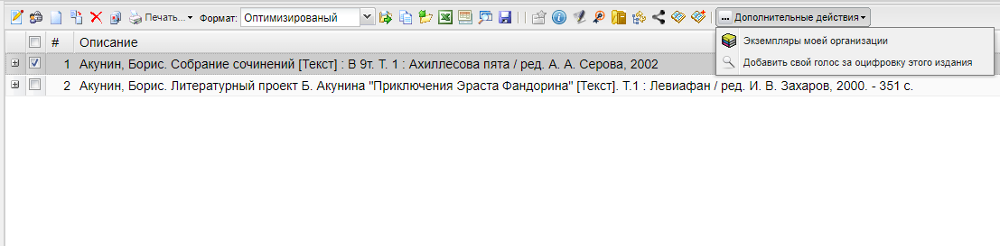 Печать... Формат: Оптимизированый ... Дополнительные действия
# Описание
Экземпляры моей организации
1 Акунин, Борис. Собрание сочинений [Текст] : В 9т. Т. 1 : Ахиллесова пята / ред. А. А. Серова, 2002
Добавить свой голос за оцифровку этого издания
2 Акунин, Борис. Литературный проект Б. Акунина "Приключения Эраста Фандорина" [Текст]. Т.1 : Левиафан / ред. И. В. Захаров, 2000. - 351 с.